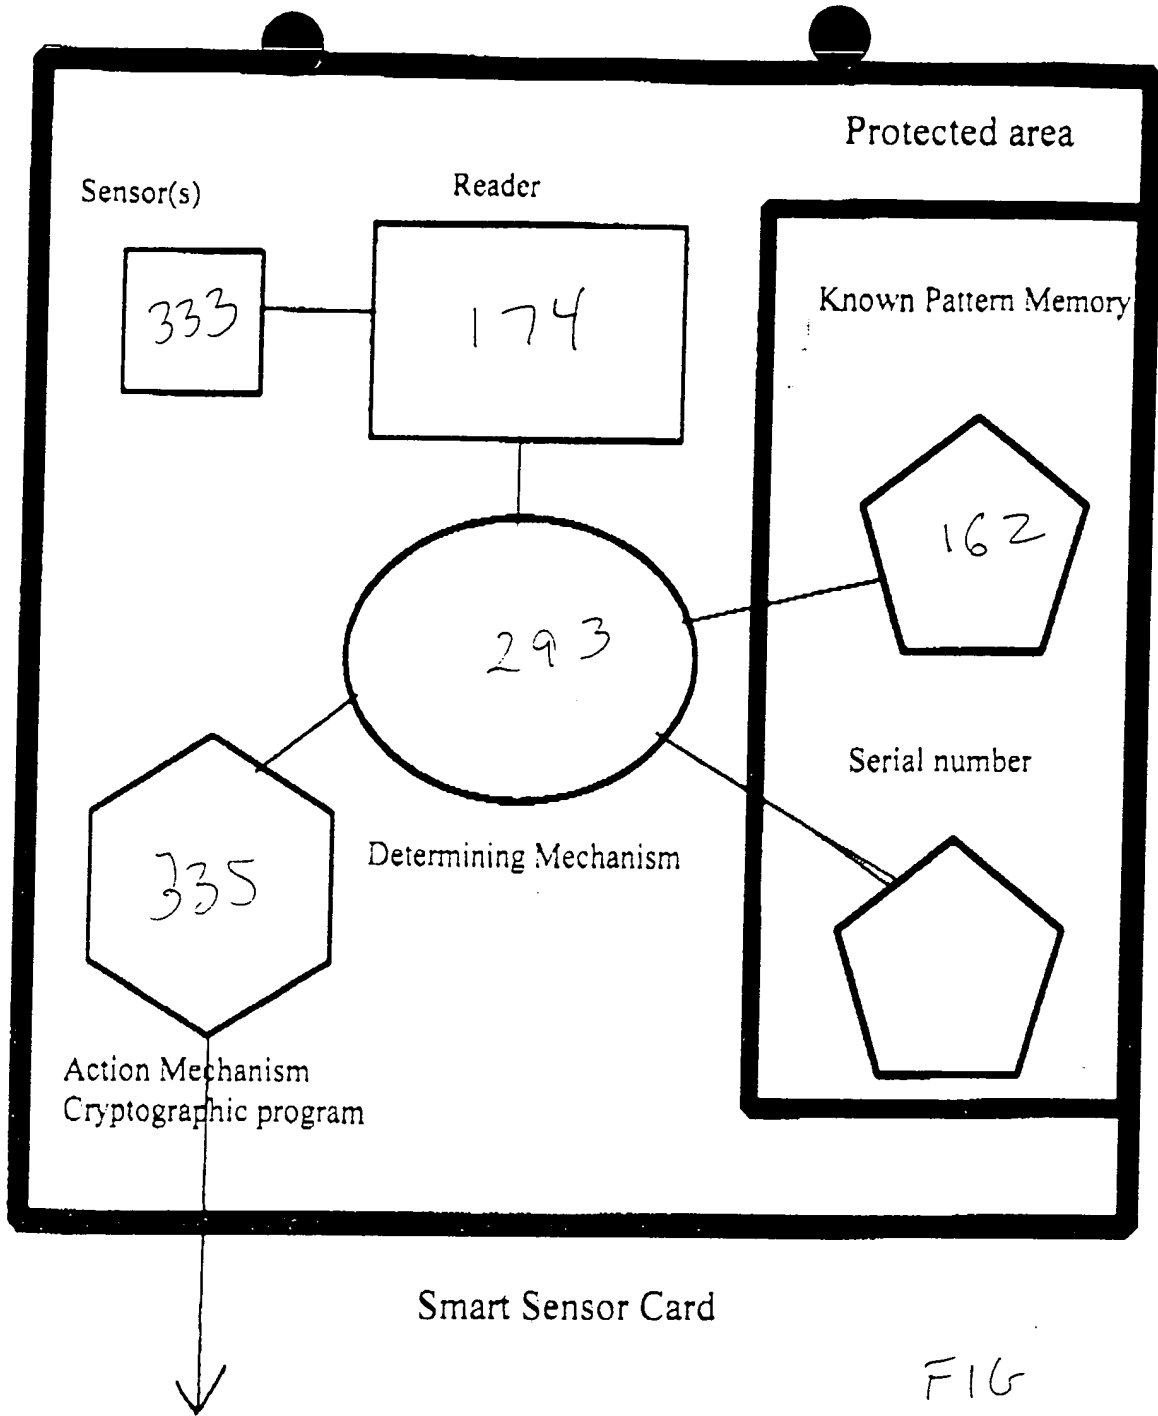 Protected area
Sensor(s)
Reader
333
174
Known Pattern Memory
162
293
Serial number
Determining Mechanism
335
Action Mechanism
Cryptographic program
Smart Sensor Card
FIG